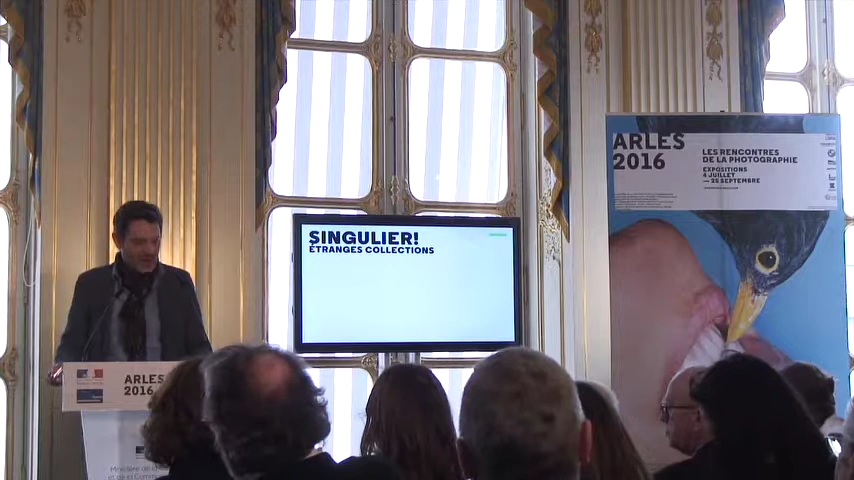 SINGULIER!
ÉTRANGES COLLECTIONS
ARLES
2016
LES RENCONTRES
DE LA PHOTOGRAPHIE
EXPOSITIONS
4 JUILLET
— 25 SEPTEMBRE
ARLES
2016